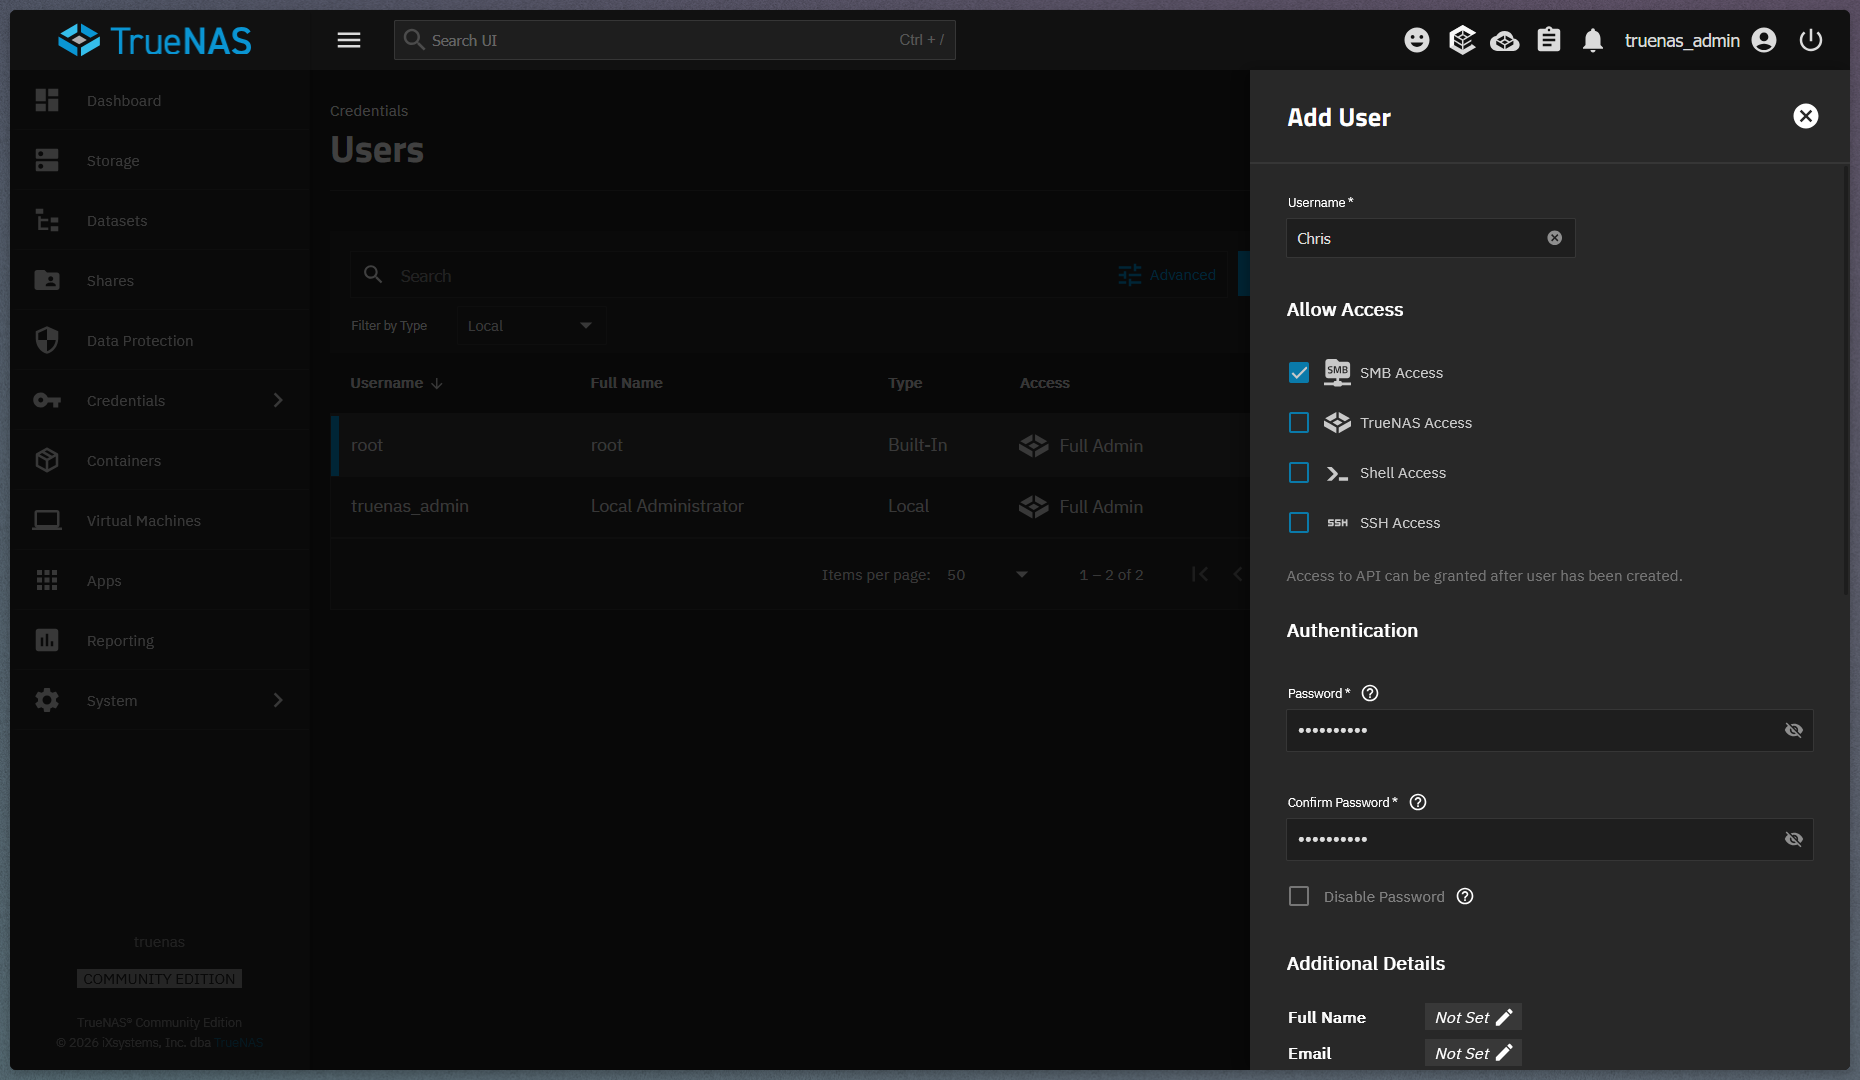 TrueNAS
Search UI
Ctrl + /
truenas_admin
Dashboard
Storage
Datasets
Shares
Data Protection
Credentials
Containers
Virtual Machines
Apps
Reporting
System
truenas
COMMUNITY EDITION
TrueNAS® Community Edition
© 2026 iXsystems, Inc. dba TrueNAS
Credentials
Users
Search
Advanced
Filter by Type
Local
Username
Full Name
Type
Access
root
root
Built-In
Full Admin
truenas_admin
Local Administrator
Local
Full Admin
Items per page:
50
1 – 2 of 2
Add User
Username *
Chris
Allow Access
SMB
SMB Access
TrueNAS Access
Shell Access
SSH
SSH Access
Access to API can be granted after user has been created.
Authentication
Password *
••••••••••
Confirm Password *
••••••••••
Disable Password
Additional Details
Full Name
Not Set
Email
Not Set